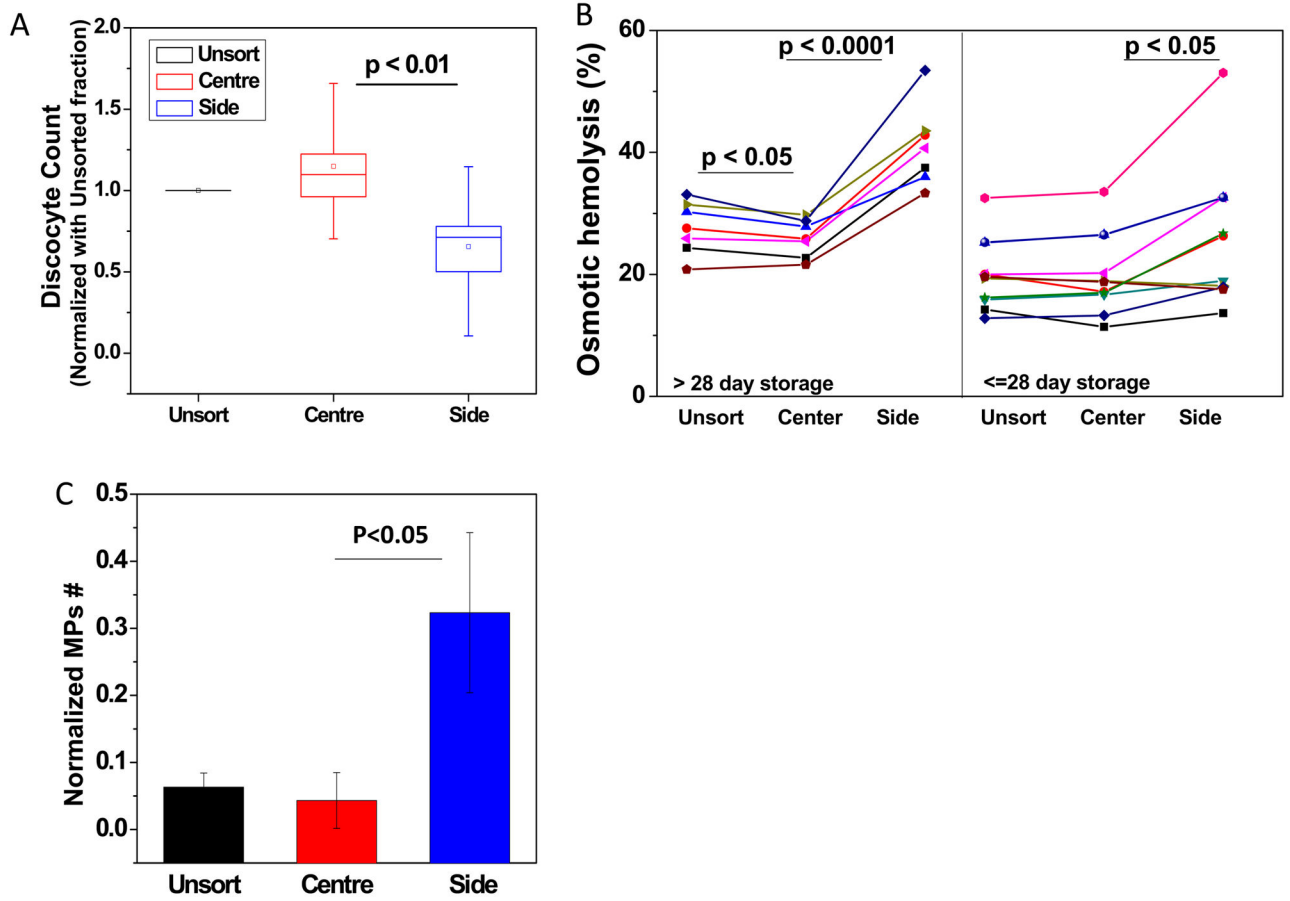 A
Discocyte Count
(Normalized with Unsorted fraction)
2.0
1.5
1.0
0.5
0.0
Unsort
Centre
Side
p < 0.01
Unsort
Centre
Side
B
Osmotic hemolysis (%)
60
40
20
0
p < 0.0001
p < 0.05
p < 0.05
> 28 day storage
<=28 day storage
Unsort
Center
Side
Unsort
Center
Side
C
Normalized MPs #
0.5
0.4
0.3
0.2
0.1
0.0
P<0.05
Unsort
Centre
Side